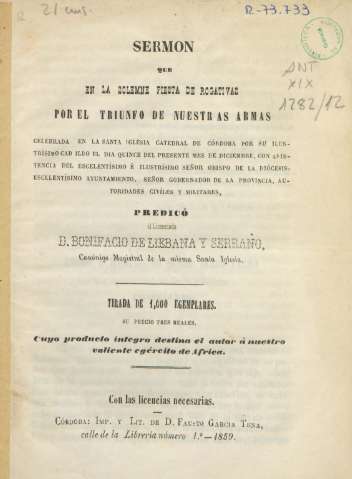 21 cms.
R-73.733
ANT
XIX
1282/12
SERMON
QUE
EN LA SOLEMNE FIESTA DE ROGATIVAS
POR EL TRIUNFO DE NUESTRAS ARMAS
CELEBRADA EN LA SANTA IGLESIA CATEDRAL DE CÓRDOBA POR SU ILUS-
TRÍSIMO CABILDO EL DIA QUINCE DEL PRESENTE MES DE DICIEMBRE, CON ASIS-
TENCIA DEL ESCELENTÍSIMO É ILUSTRÍSIMO SEÑOR OBISPO DE LA DIÓCESIS,
ESCELENTÍSIMO AYUNTAMIENTO, SEÑOR GOBERNADOR DE LA PROVINCIA, AU-
TORIDADES CIVILES Y MILITARES,
PREDICÓ
el Licenciado
D. BONIFACIO DE LIEBANA Y SERRANO,
Canónigo Magistral de la misma Santa Iglesia.
TIRADA DE 1,000 EGEMPLARES.
SU PRECIO TRES REALES.
Cuyo producto íntegro destina el autor á nuestro
valiente egército de Africa.
Con las licencias necesarias.
CÓRDOBA: IMP. Y LIT. DE D. FAUSTO GARCIA TENA,
calle de la Librería número 1.º—1859.